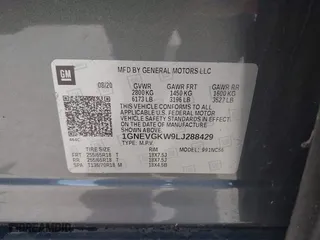 GM
MFD BY GENERAL MOTORS LLC
08/20 GVWR GAWR FRT GAWR RR
2800 KG 1450 KG 1600 KG
6173 LB 3196 LB 3527 LB
THIS VEHICLE CONFORMS TO ALL APPLICABLE
U.S. FEDERAL MOTOR
VEHICLE SAFETY STANDARDS IN EFFECT
ON THE DATE OF MANUFACTURE SHOWN ABOVE.
1GNEVGKW9LJ288429
TYPE: M.P.V.
TIRE SIZE RIM
FRT 255/65R18 T 18X7.5J
RR 255/65R18 T 18X7.5J
SPA 18X4.5B